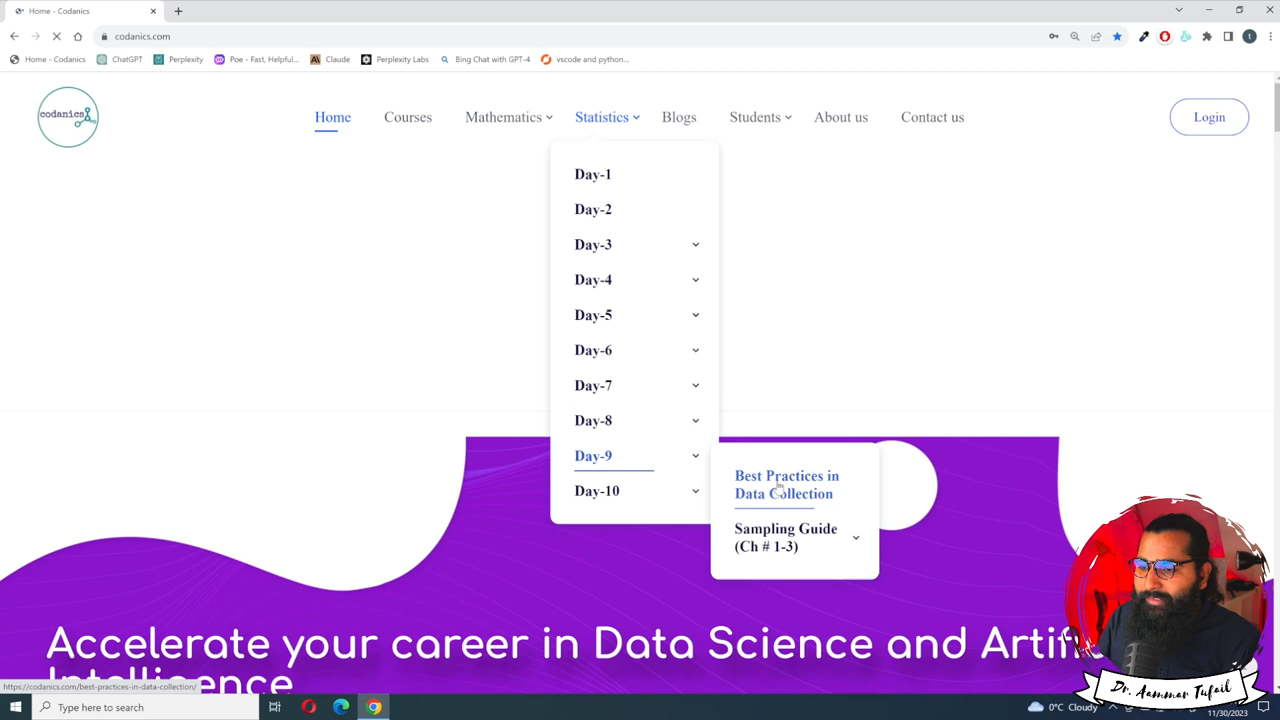 Home - Codanics
codanics.com
Home - Codanics
ChatGPT
Perplexity
Poe - Fast, Helpful...
Claude
Perplexity Labs
Bing Chat with GPT-4
vscode and python...
codanics
Home
Courses
Mathematics
Statistics
Blogs
Students
About us
Contact us
Login
Day-1
Day-2
Day-3
Day-4
Day-5
Day-6
Day-7
Day-8
Day-9
Day-10
Best Practices in
Data Collection
Sampling Guide
(Ch # 1-3)
Accelerate your career in Data Science and
Intelligence
https://codanics.com/best-practices-in-data-collection/
Type here to search
0°C Cloudy
11/30/2023
Dr. Aammar Tufail